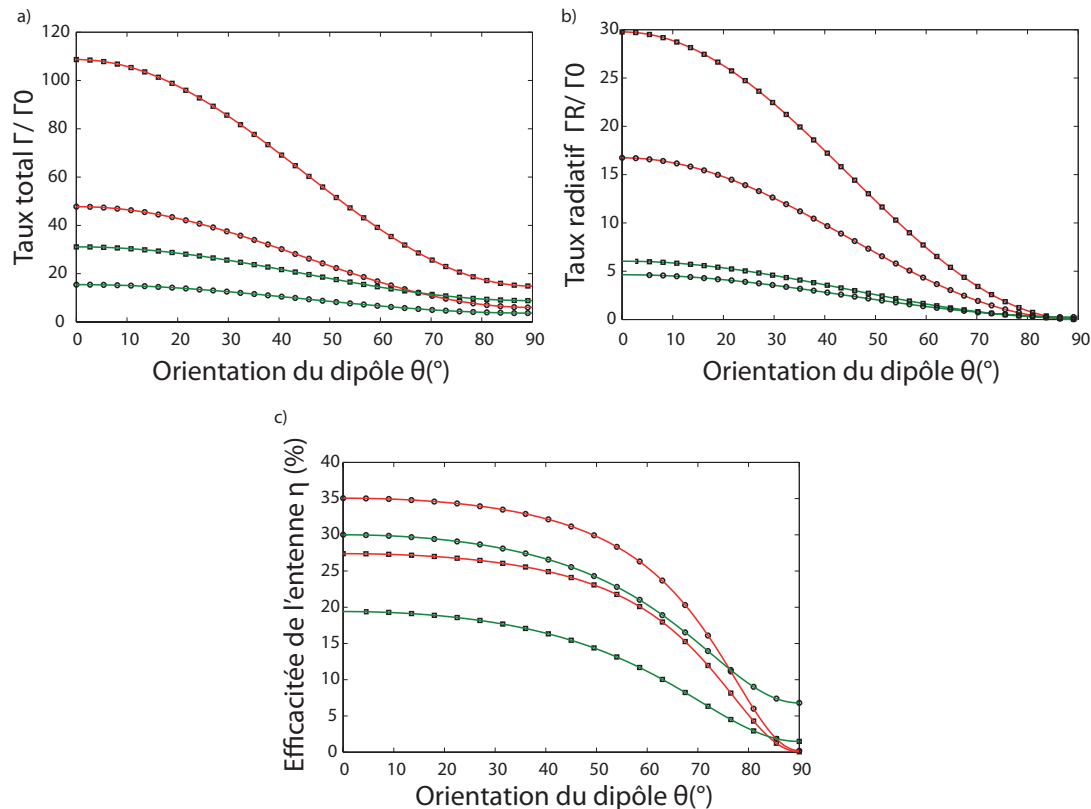 a)
120
100
80
60
40
20
0
Taux total Γ/ Γ0
0 10 20 30 40 50 60 70 80 90
Orientation du dipôle θ(°)
b)
30
25
20
15
10
5
0
Taux radiatif ΓR/ Γ0
0 10 20 30 40 50 60 70 80 90
Orientation du dipôle θ(°)
c)
40
35
30
25
20
15
10
5
0
Efficacitée de l'entenne η (%)
0 10 20 30 40 50 60 70 80 90
Orientation du dipôle θ(°)